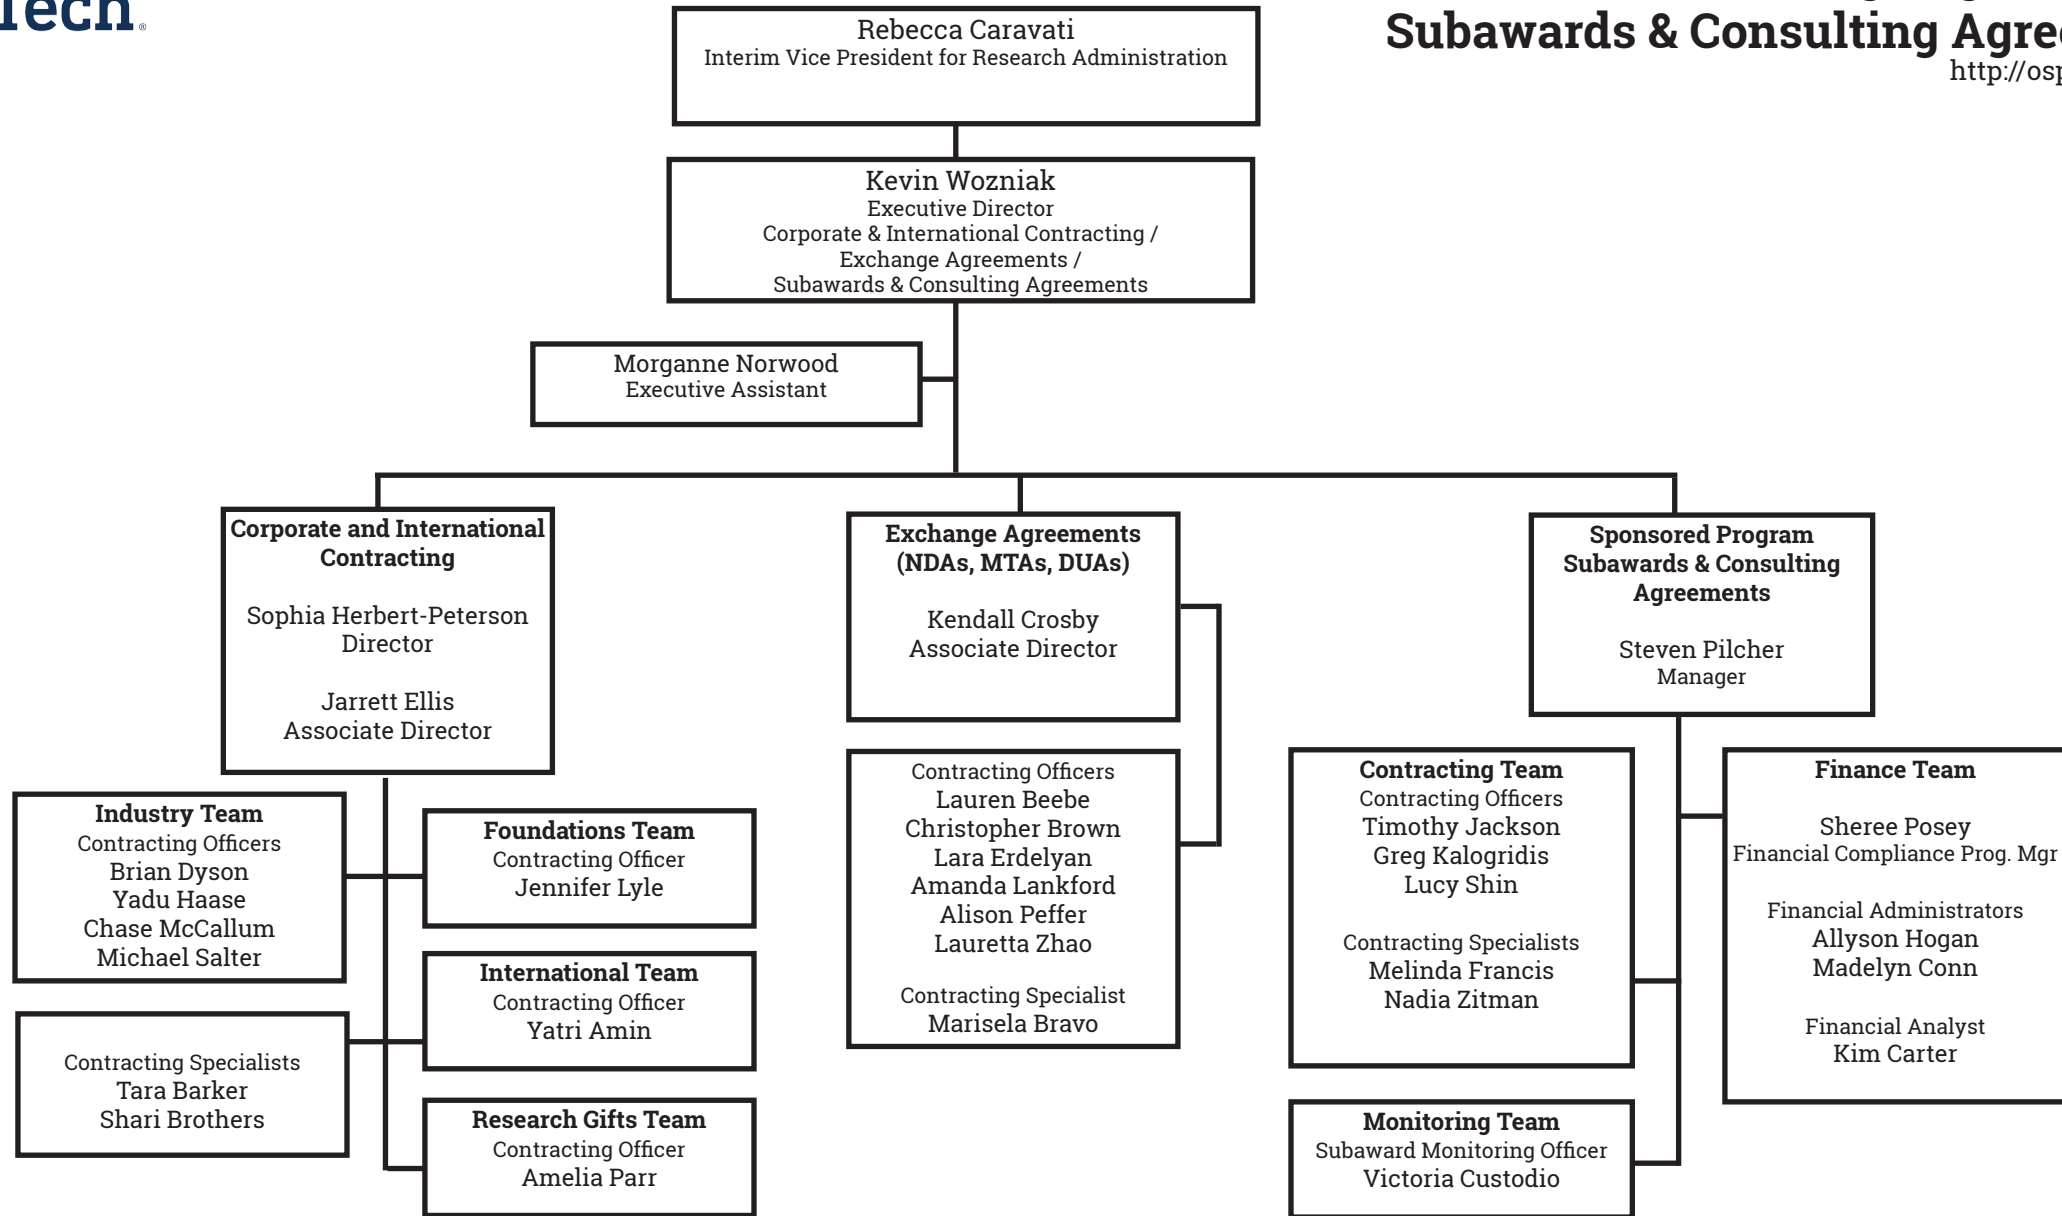 Tech®
Subawards & Consulting
http://
Rebecca Caravati
Interim Vice President for Research Administration
Kevin Wozniak
Executive Director
Corporate & International Contracting /
Exchange Agreements /
Subawards & Consulting Agreements
Morganne Norwood
Executive Assistant
Corporate and International
Contracting
Sophia Herbert-Peterson
Director
Jarrett Ellis
Associate Director
Industry Team
Contracting Officers
Brian Dyson
Yadu Haase
Chase McCallum
Michael Salter
Contracting Specialists
Tara Barker
Shari Brothers
Foundations Team
Contracting Officer
Jennifer Lyle
International Team
Contracting Officer
Yatri Amin
Research Gifts Team
Contracting Officer
Amelia Parr
Exchange Agreements
(NDAs, MTAs, DUAs)
Kendall Crosby
Associate Director
Contracting Officers
Lauren Beebe
Christopher Brown
Lara Erdelyan
Amanda Lankford
Alison Peffer
Lauretta Zhao
Contracting Specialist
Marisela Bravo
Sponsored Program
Subawards & Consulting
Agreements
Steven Pilcher
Manager
Contracting Team
Contracting Officers
Timothy Jackson
Greg Kalogridis
Lucy Shin
Contracting Specialists
Melinda Francis
Nadia Zitman
Monitoring Team
Subaward Monitoring Officer
Victoria Custodio
Finance Team
Sheree Posey
Financial Compliance Prog. Mgr
Financial Administrators
Allyson Hogan
Madelyn Conn
Financial Analyst
Kim Carter